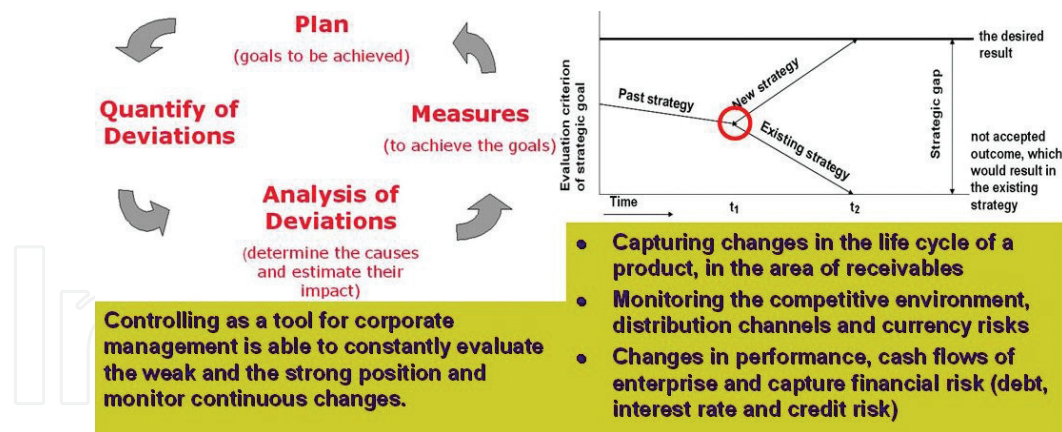 Plan
(goals to be achieved)
Quantify of
Deviations
Measures
(to achieve the goals)
Analysis of
Deviations
(determine the causes
and estimate their
impact)
Controlling as a tool for corporate
management is able to constantly evaluate
the weak and the strong position and
monitor continuous changes.
Evaluation criterion
of strategic goal
Past strategy
New strategy
Existing strategy
Strategic gap
the desired
result
not accepted
outcome, which
would result in
the existing
strategy
Time
t1
t2
• Capturing changes in the life cycle of a
product, in the area of receivables
• Monitoring the competitive environment,
distribution channels and currency risks
• Changes in performance, cash flows of
enterprise and capture financial risk (debt,
interest rate and credit risk)